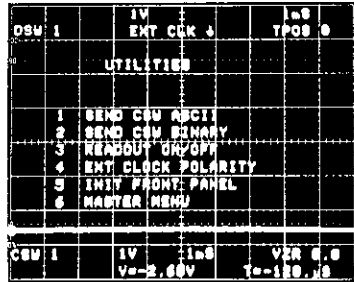 1V 1mS
DSW 1 EXT CLK ↓ TPOS 0
UTILITIES
1 SEND CSW ASCII
2 SEND CSW BINARY
3 READOUT ON/OFF
4 EXT CLOCK POLARITY
5 INIT FRONT PANEL
6 MASTER MENU
CSW 1 1V 1mS VZR 0.0
V=-2.60V T=-120.µS